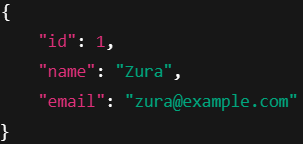 {
    "id": 1,
    "name": "Zura",
    "email": "zura@example.com"
}